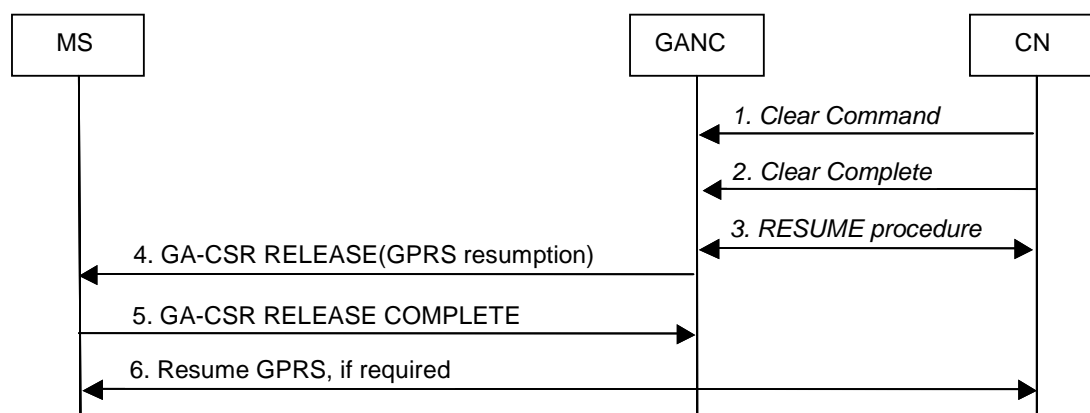 MS
GANC
CN
1. Clear Command
2. Clear Complete
3. RESUME procedure
4. GA-CSR RELEASE(GPRS resumption)
5. GA-CSR RELEASE COMPLETE
6. Resume GPRS, if required